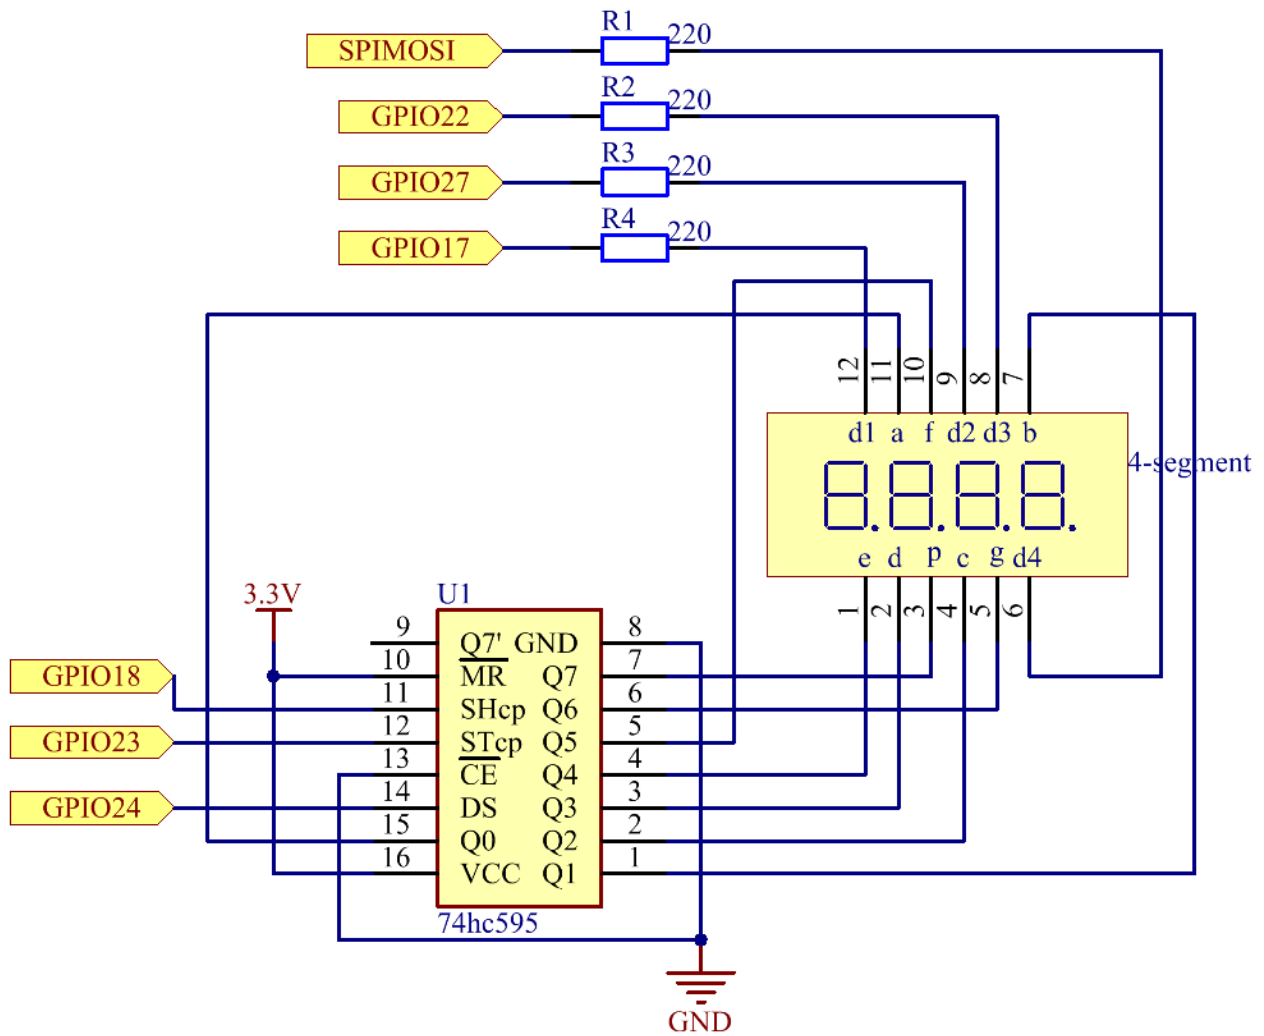 SPIMOSI
R1
220
GPIO22
R2
220
GPIO27
R3
220
GPIO17
R4
220
12 11 10 9 8 7
d1 a f d2 d3 b
4-segment
e d p c g d4
1 2 3 4 5 6
3.3V
U1
9 Q7' GND 8
10 MR Q7 7
GPIO18
11 SHcp Q6 6
12 STcp Q5 5
GPIO23
13 CE Q4 4
14 DS Q3 3
GPIO24
15 Q0 Q2 2
16 VCC Q1 1
74hc595
GND